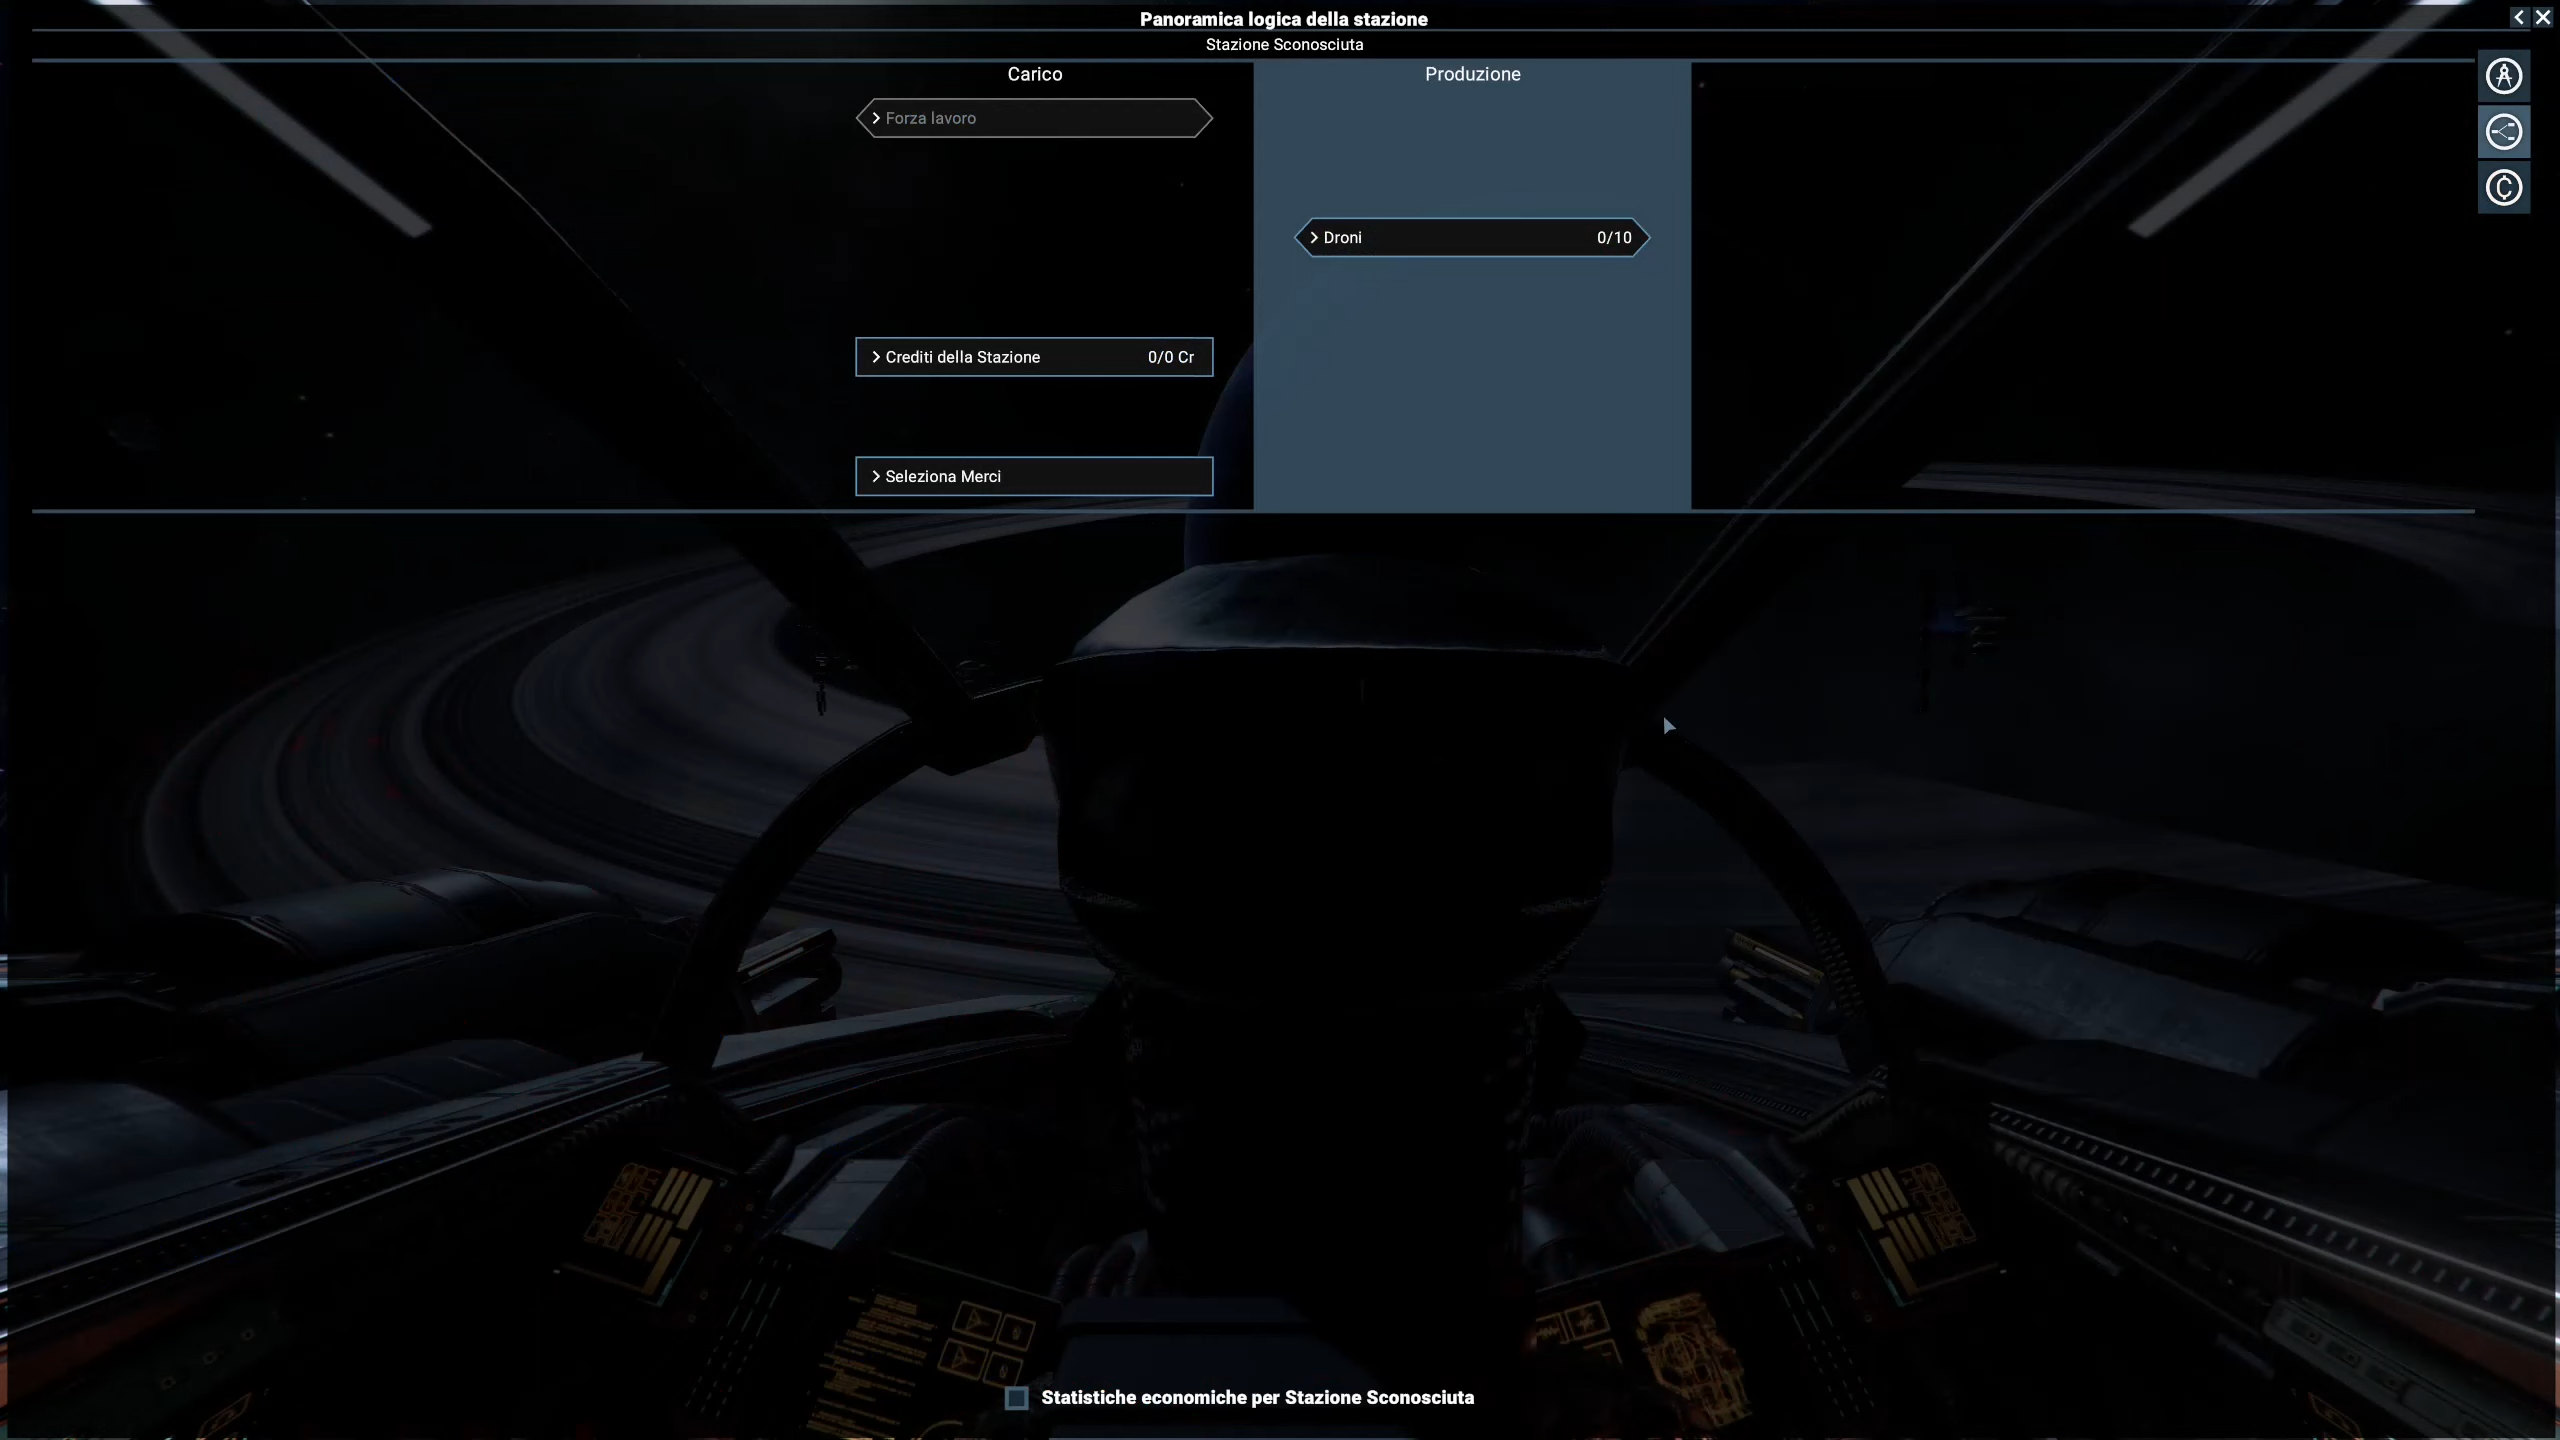 Panoramica logica della stazione
Stazione Sconosciuta
Carico
Produzione
Forza lavoro
Droni 0/10
Crediti della Stazione 0/0 Cr
Seleziona Merci
Statistiche economiche per Stazione Sconosciuta